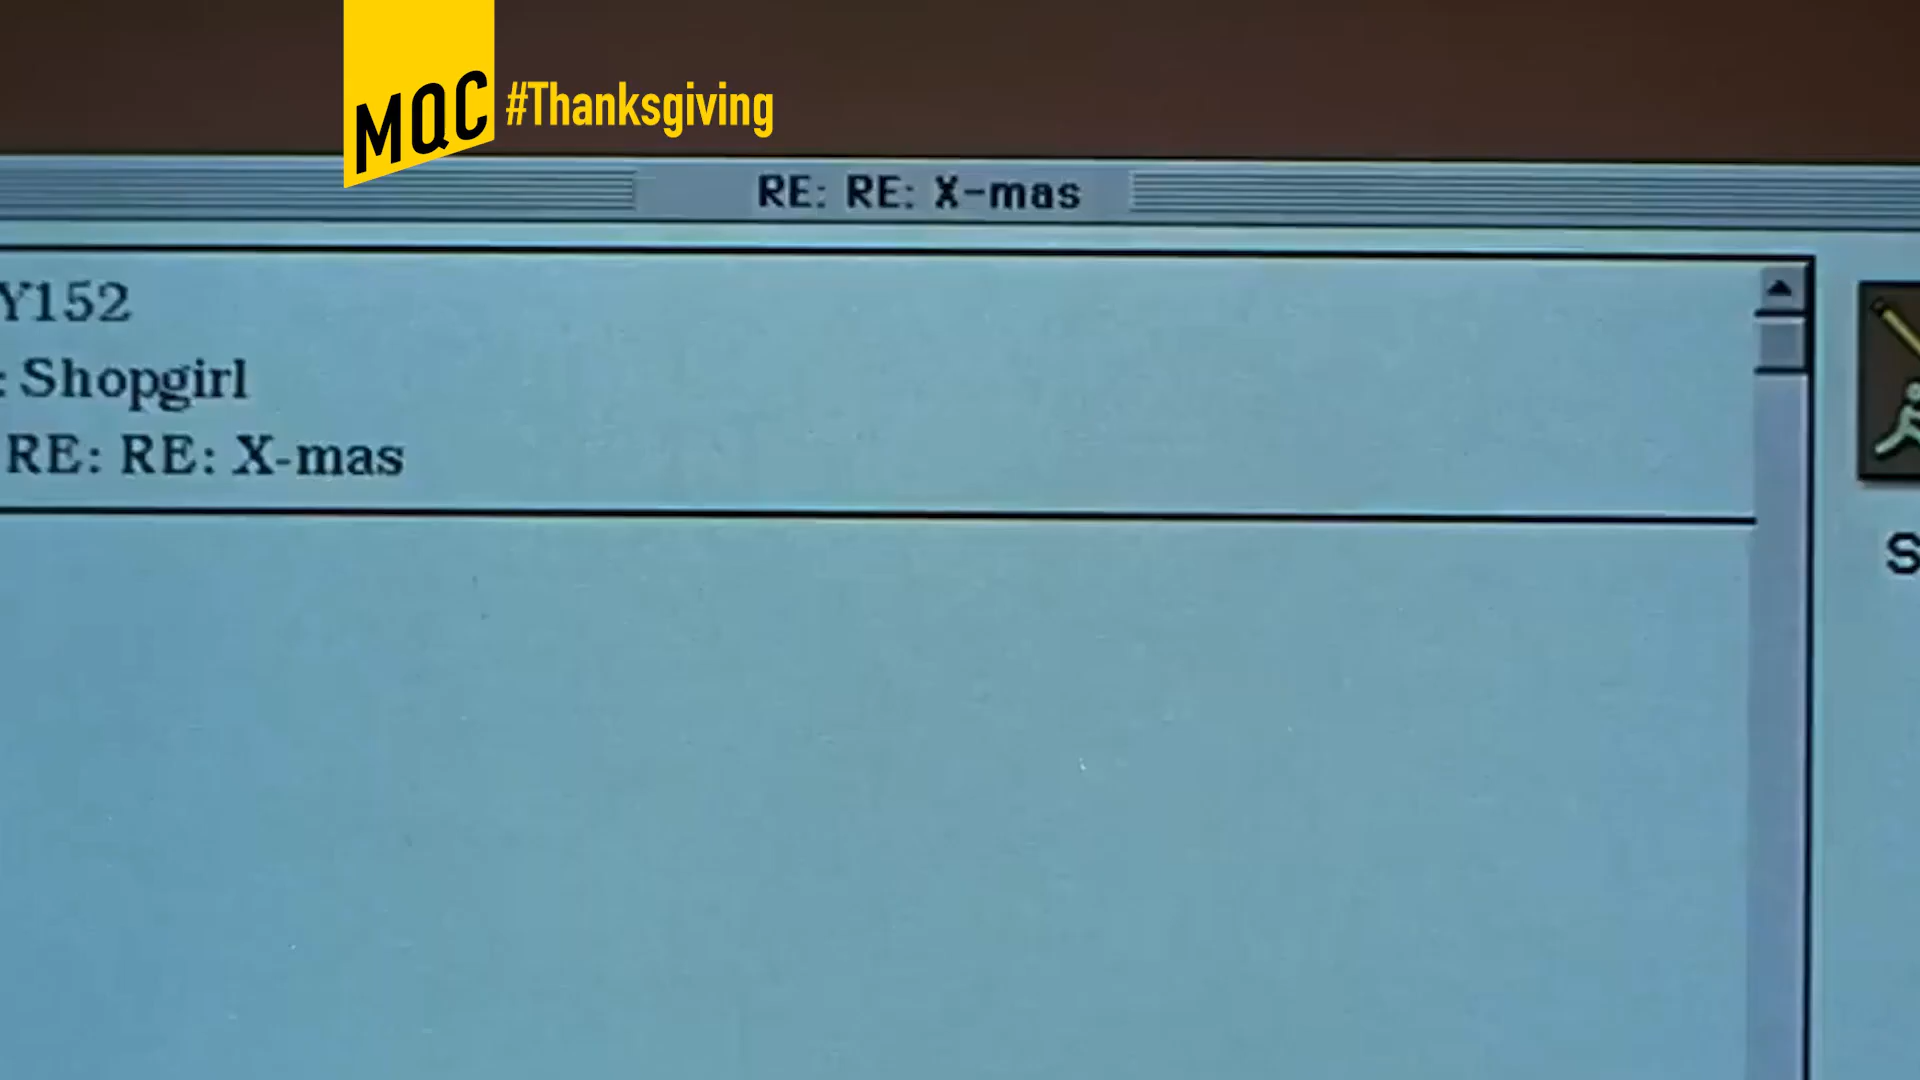 MQC #Thanksgiving
RE: RE: X-mas
Y152
: Shopgirl
RE: RE: X-mas
S